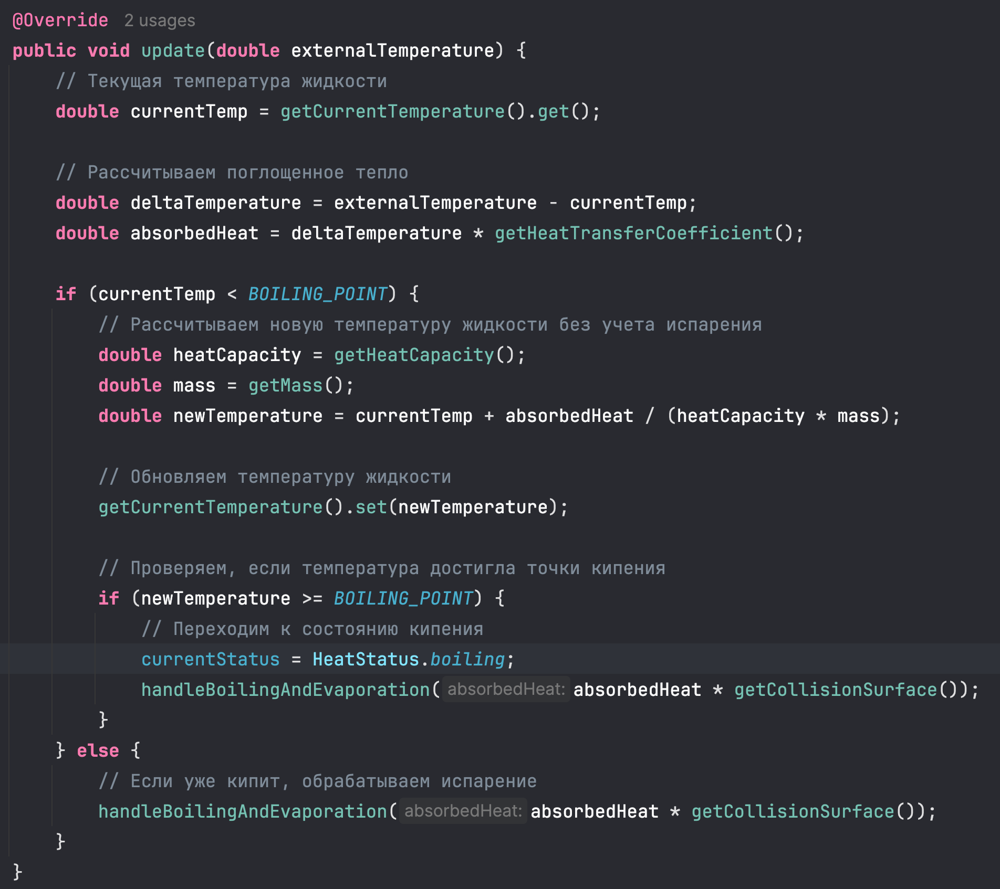 @Override 2 usages
public void update(double externalTemperature) {
// Текущая температура жидкости
double currentTemp = getCurrentTemperature().get();
// Рассчитываем поглощенное тепло
double deltaTemperature = externalTemperature - currentTemp;
double absorbedHeat = deltaTemperature * getHeatTransferCoefficient();
if (currentTemp < BOILING_POINT) {
// Рассчитываем новую температуру жидкости без учета испарения
double heatCapacity = getHeatCapacity();
double mass = getMass();
double newTemperature = currentTemp + absorbedHeat / (heatCapacity * mass);
// Обновляем температуру жидкости
getCurrentTemperature().set(newTemperature);
// Проверяем, если температура достигла точки кипения
if (newTemperature >= BOILING_POINT) {
// Переходим к состоянию кипения
currentStatus = HeatStatus.boiling;
handleBoilingAndEvaporation( absorbedHeat: absorbedHeat * getCollisionSurface());
}
} else {
// Если уже кипит, обрабатываем испарение
handleBoilingAndEvaporation( absorbedHeat: absorbedHeat * getCollisionSurface());
}
}